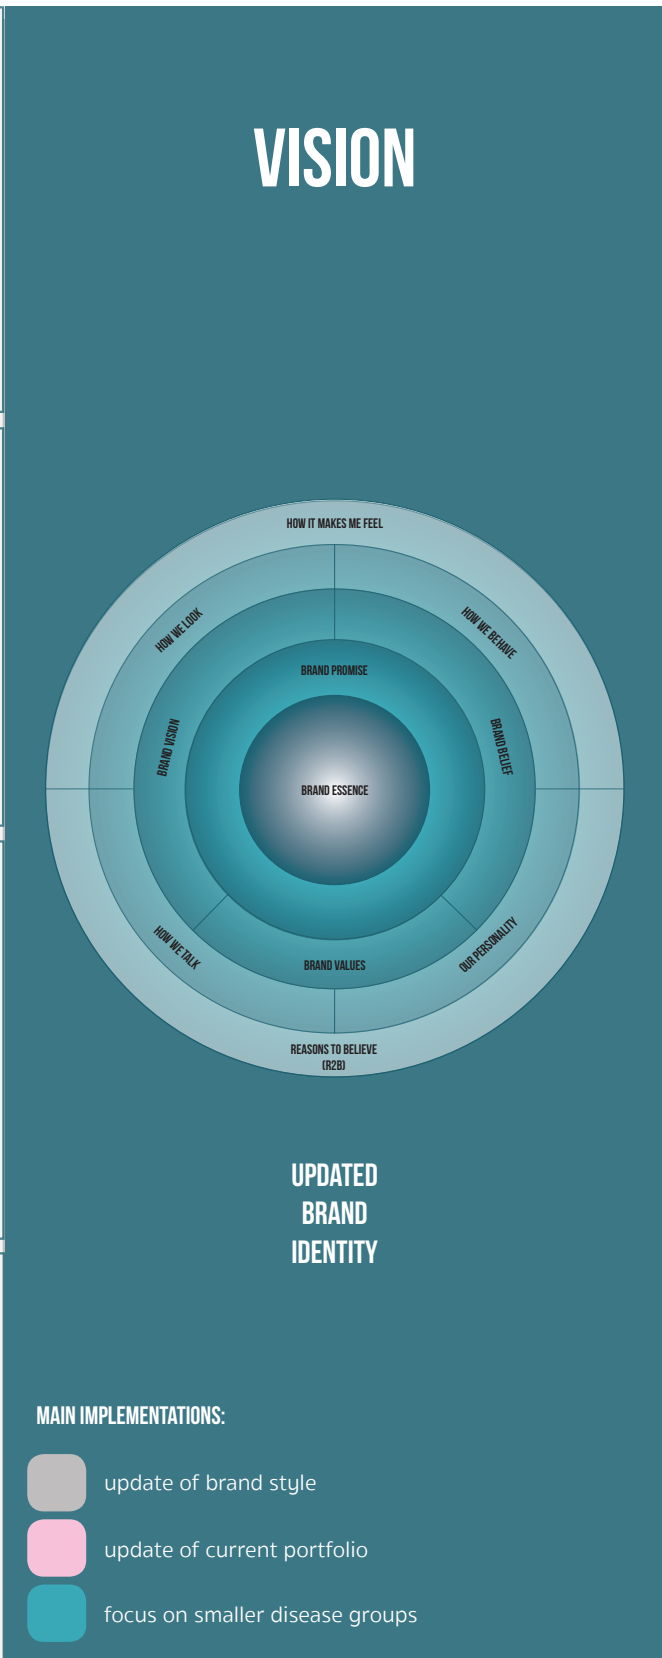 VISION
HOW IT MAKES ME FEEL
HOW WE LOOK
HOW WE BEHAVE
BRAND PROMISE
BRAND VISION
BRAND BELIEF
BRAND ESSENCE
HOW WE TALK
OUR PERSONALITY
BRAND VALUES
REASONS TO BELIEVE
(R2B)
UPDATED
BRAND
IDENTITY
MAIN IMPLEMENTATIONS:
update of brand style
update of current portfolio
focus on smaller disease groups